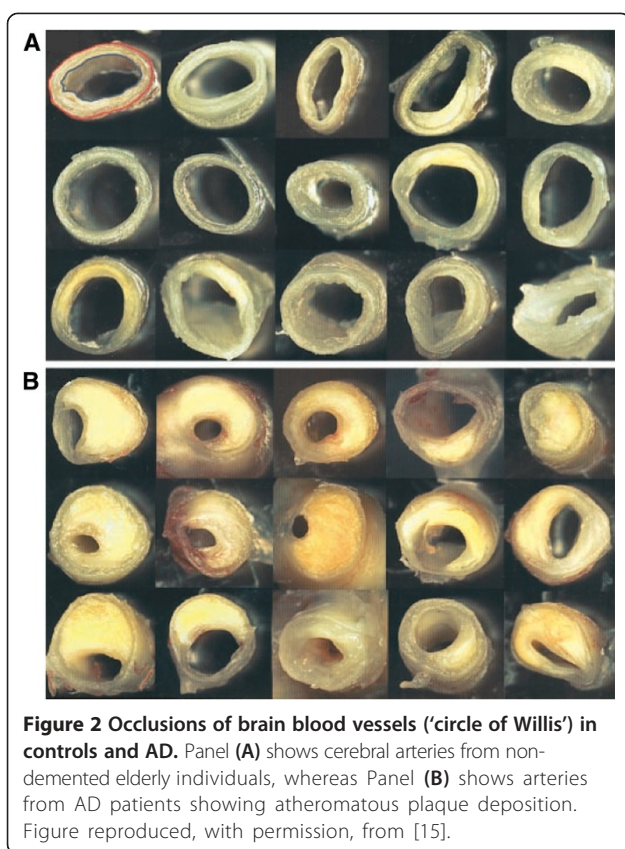 A
B
Figure 2 Occlusions of brain blood vessels (‘circle of Willis’) in
controls and AD. Panel (A) shows cerebral arteries from non-
demented elderly individuals, whereas Panel (B) shows arteries
from AD patients showing atheromatous plaque deposition.
Figure reproduced, with permission, from [15].